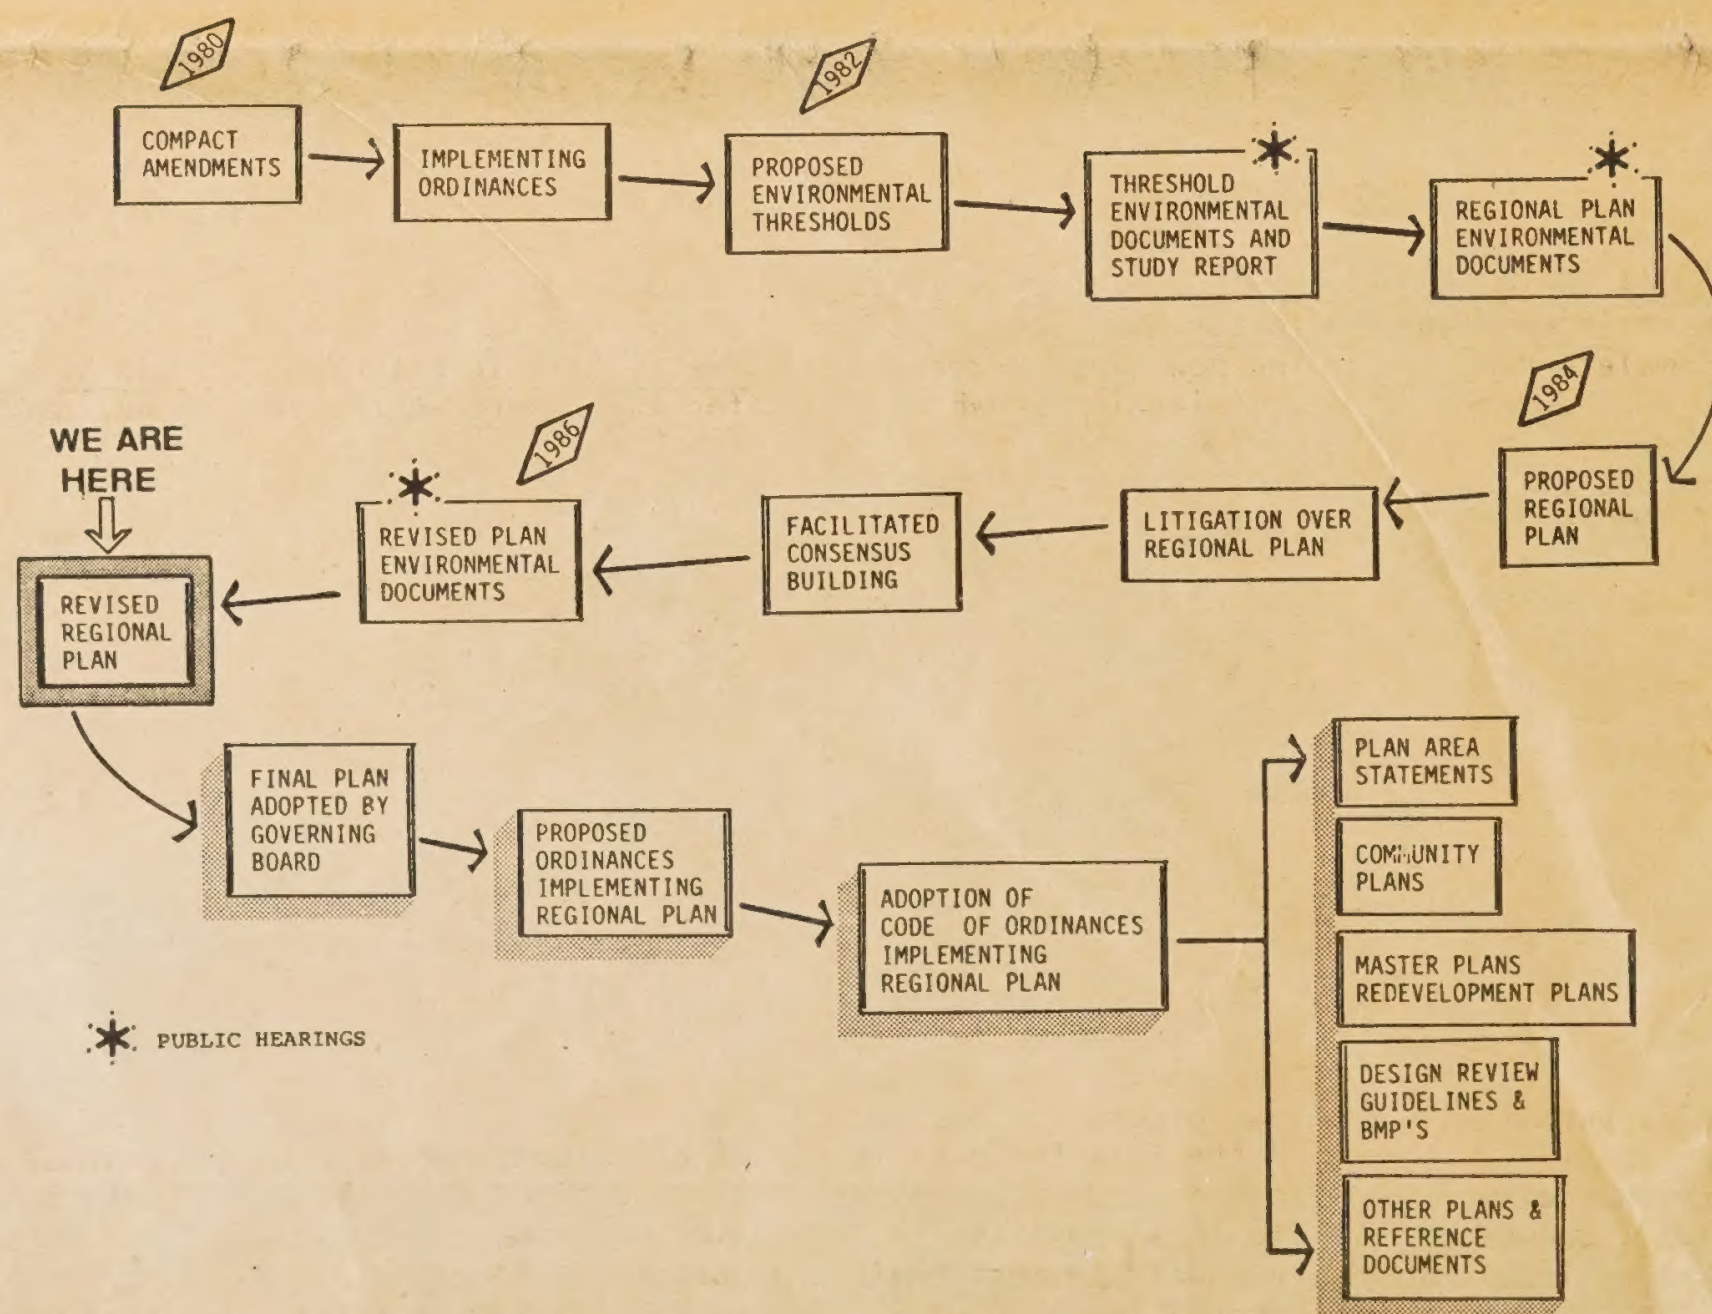 1980
COMPACT
AMENDMENTS
IMPLEMENTING
ORDINANCES
1982
PROPOSED
ENVIRONMENTAL
THRESHOLDS
THRESHOLD
ENVIRONMENTAL
DOCUMENTS AND
STUDY REPORT
REGIONAL PLAN
ENVIRONMENTAL
DOCUMENTS
1984
PROPOSED
REGIONAL
PLAN
LITIGATION OVER
REGIONAL PLAN
FACILITATED
CONSENSUS
BUILDING
1986
REVISED PLAN
ENVIRONMENTAL
DOCUMENTS
WE ARE
HERE
REVISED
REGIONAL
PLAN
FINAL PLAN
ADOPTED BY
GOVERNING
BOARD
PROPOSED
ORDINANCES
IMPLEMENTING
REGIONAL PLAN
ADOPTION OF
CODE OF ORDINANCES
IMPLEMENTING
REGIONAL PLAN
PLAN AREA
STATEMENTS
COMMUNITY
PLANS
MASTER PLANS
REDEVELOPMENT PLANS
DESIGN REVIEW
GUIDELINES &
BMP'S
OTHER PLANS &
REFERENCE
DOCUMENTS
PUBLIC HEARINGS